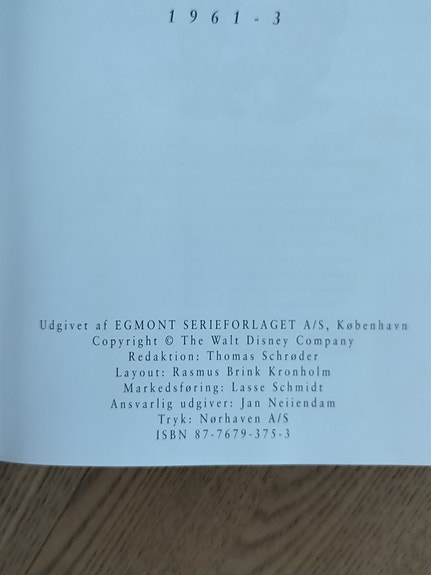 1961-3
Udgivet af EGMONT SERIEFORLAGET A/S, København
Copyright © The Walt Disney Company
Redaktion: Thomas Schrøder
Layout: Rasmus Brink Kronholm
Markedsføring: Lasse Schmidt
Ansvarlig udgiver: Jan Neiiendam
Tryk: Nørhaven A/S
ISBN 87-7679-375-3